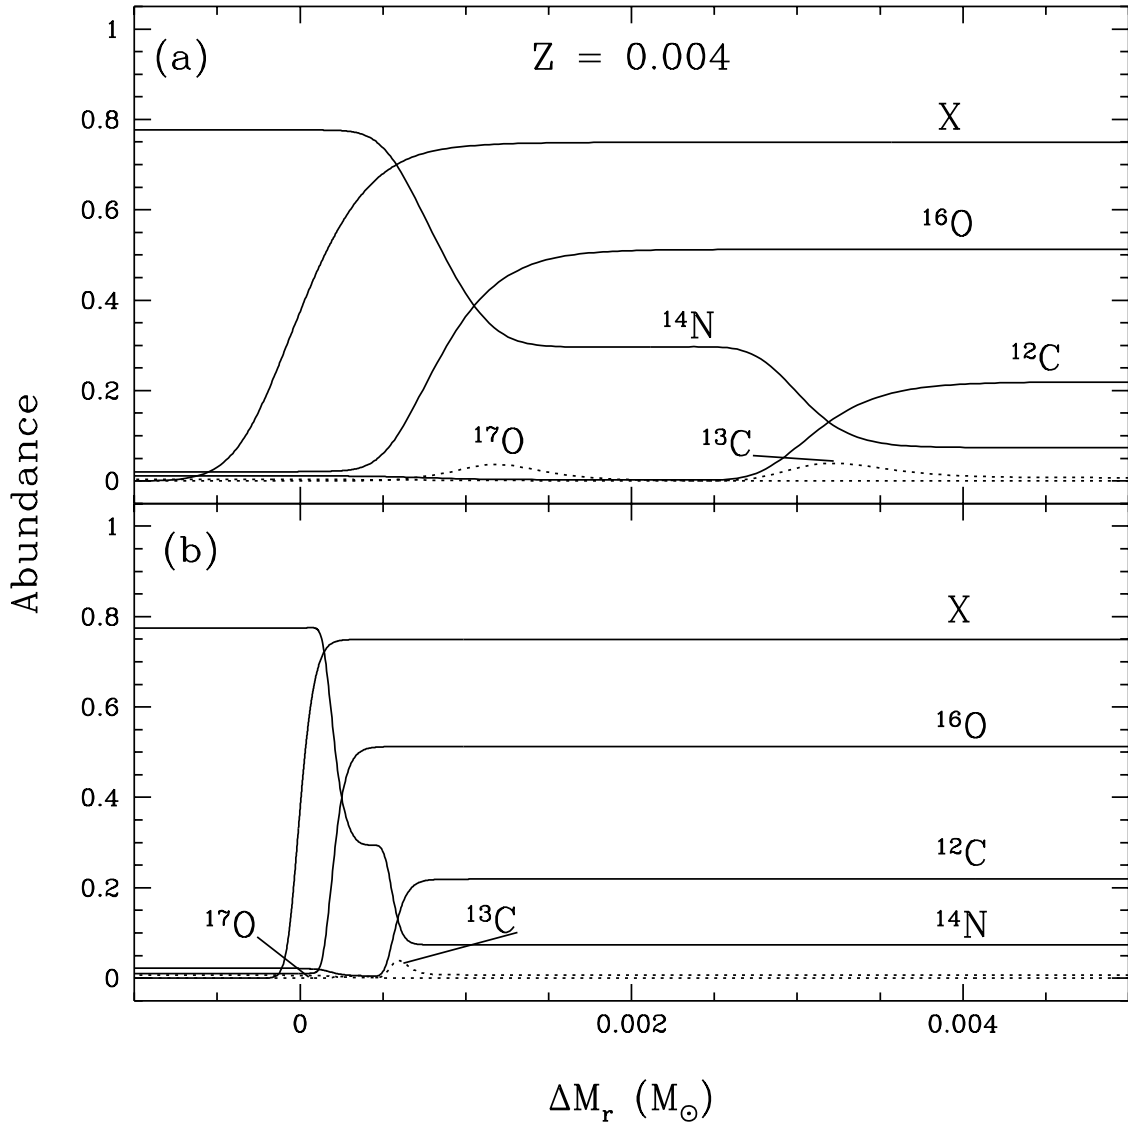 1
(a)
Z = 0.004
X
0.8
0.6
¹⁶O
0.4
¹⁴N
¹²C
0.2
¹⁷O
¹³C
0
Abundance
1
(b)
0.8
X
0.6
¹⁶O
0.4
¹²C
0.2
¹⁷O
¹³C
¹⁴N
0
0 0.002 0.004
ΔMᵣ (M☉)